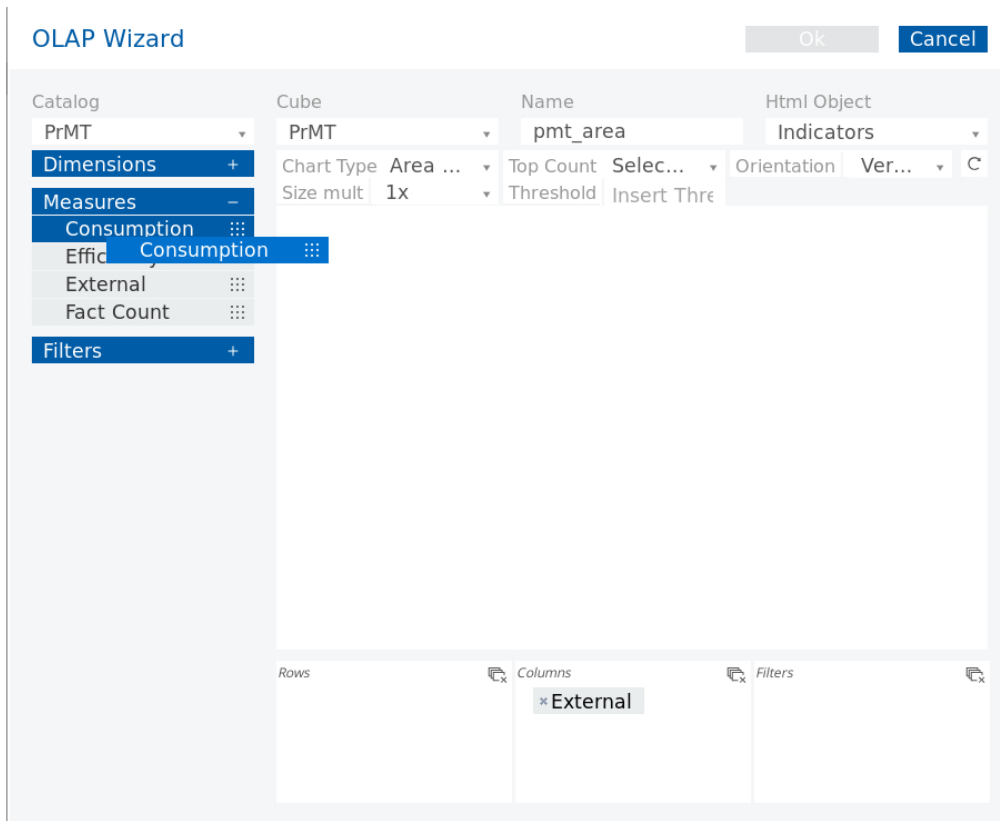 OLAP Wizard Ok Cancel
Catalog Cube Name Html Object
PrMT PrMT pmt_area Indicators
Dimensions + Chart Type Area ... Top Count Selec... Orientation Ver...
Size mult 1x Threshold Insert Thre
Measures −
Consumption
Consumption
External
Fact Count
Filters +
Rows Columns Filters
External